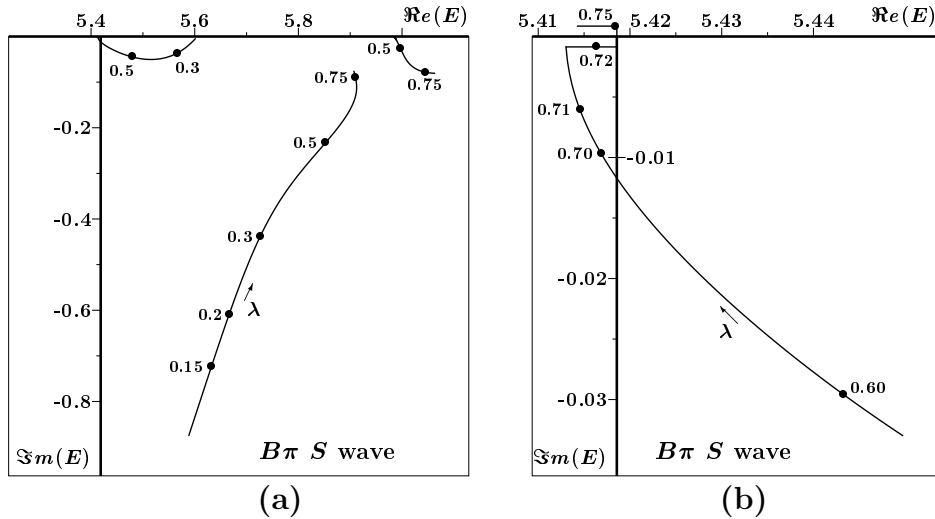 5.4 5.6 5.8 ℜe(E)
0.5 0.3 0.5
0.75 0.75
-0.2
0.5
-0.4
0.3
-0.6 0.2
λ
0.15
-0.8
ℑm(E) Bπ S wave
(a)
5.41 0.75 5.42 5.43 5.44 ℜe(E)
0.72
0.71
0.70 -0.01
-0.02
λ
0.60
-0.03
ℑm(E) Bπ S wave
(b)